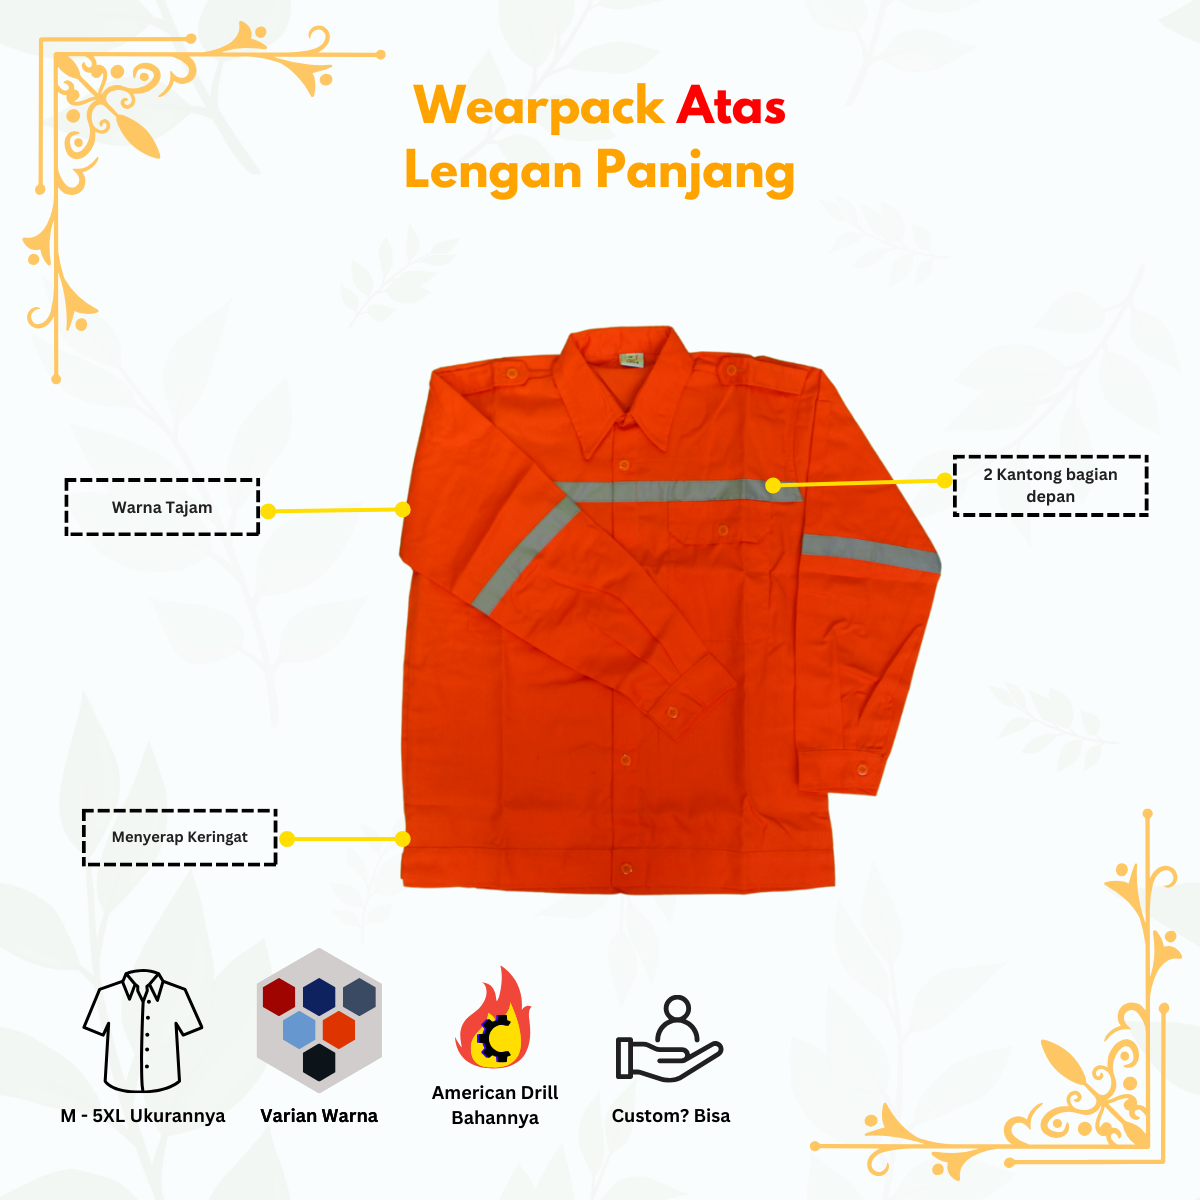 Wearpack Atas
Lengan Panjang
Warna Tajam
2 Kantong bagian
depan
Menyerap Keringat
M - 5XL Ukurannya
Varian Warna
American Drill
Bahannya
Custom? Bisa